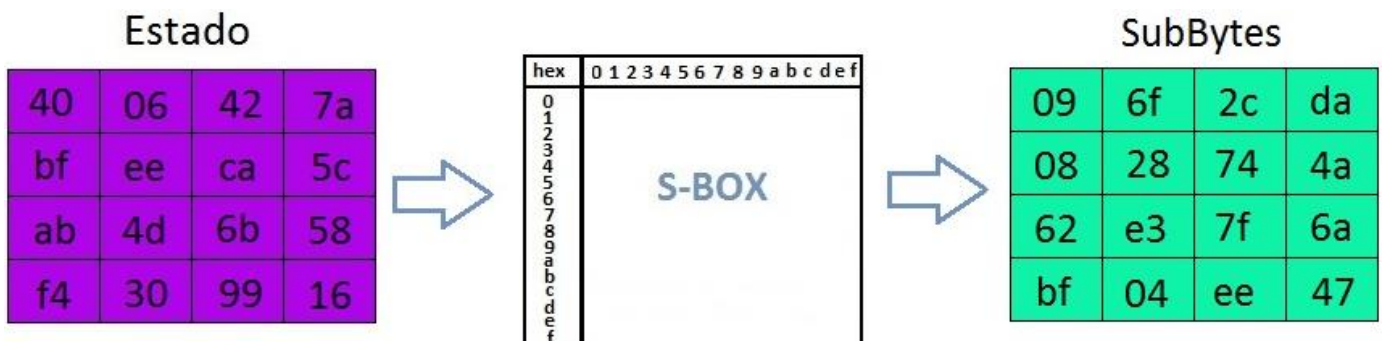 Estado
40 06 42 7a
bf ee ca 5c
ab 4d 6b 58
f4 30 99 16
hex 0 1 2 3 4 5 6 7 8 9 a b c d e f
0
1
2
3
4
5
6
7
8
9
a
b
c
d
e
f
S-BOX
SubBytes
09 6f 2c da
08 28 74 4a
62 e3 7f 6a
bf 04 ee 47